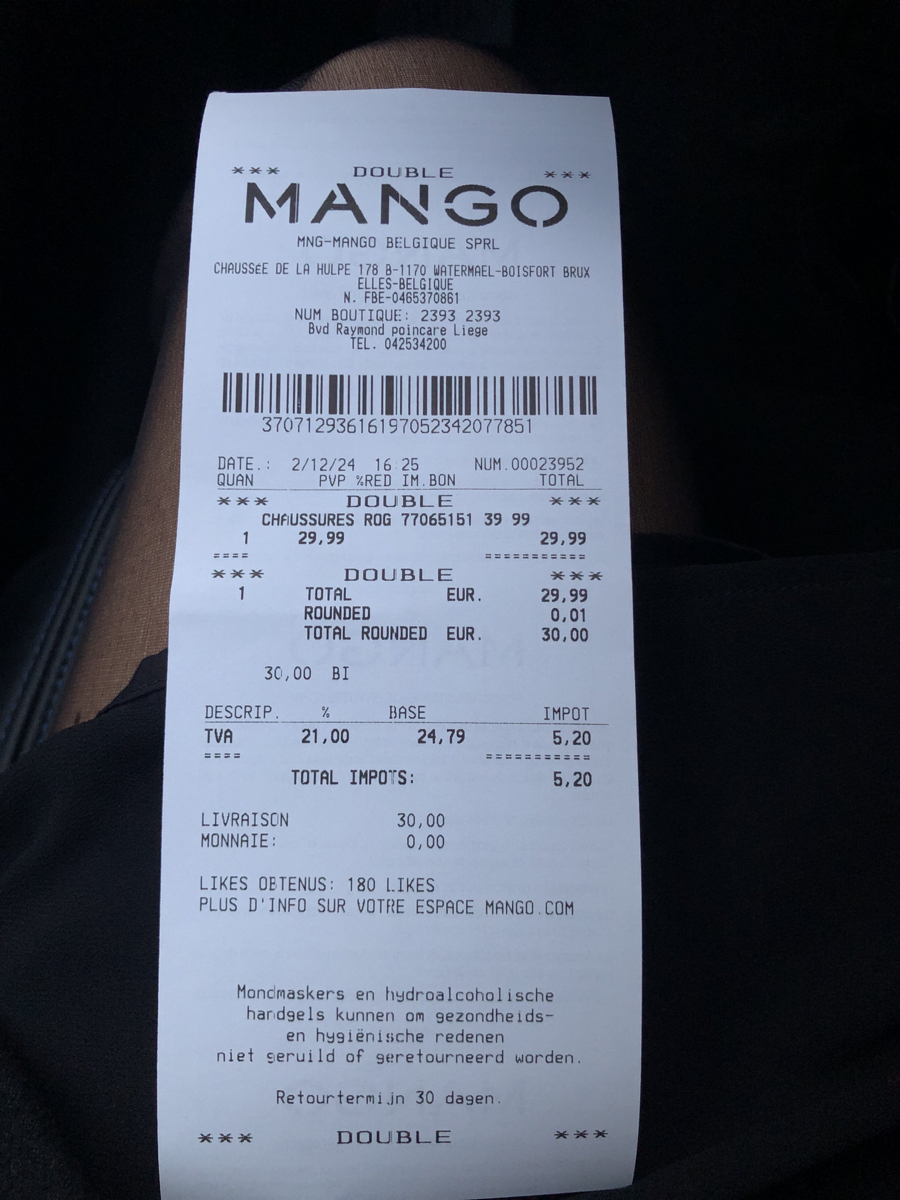 *** DOUBLE ***
MANGO
MNG-MANGO BELGIQUE SPRL
CHAUSSéE DE LA HULPE 178 B-1170 WATERMAEL-BOISFORT BRUX
ELLES-BELGIQUE
N. FBE-0465370861
NUM BOUTIQUE: 2393 2393
Bvd Raymond poincare Liege
TEL. 042534200
37071293616197052342077851
DATE.: 2/12/24 16:25 NUM.00023952
QUAN PVP %RED IM.BON TOTAL
*** DOUBLE ***
CHAUSSURES ROG 77065151 39 99
1 29,99 29,99
==== ===========
*** DOUBLE ***
1 TOTAL EUR. 29,99
ROUNDED 0,01
TOTAL ROUNDED EUR. 30,00
30,00 BI
DESCRIP. % BASE IMPOT
TVA 21,00 24,79 5,20
==== ===========
TOTAL IMPOTS: 5,20
LIVRAISON 30,00
MONNAIE: 0,00
LIKES OBTENUS: 180 LIKES
PLUS D'INFO SUR VOTRE ESPACE MANGO.COM
Mondmaskers en hydroalcoholische
handgels kunnen om gezondheids-
en hygiënische redenen
niet geruild of geretourneerd worden.
Retourtermijn 30 dagen.
*** DOUBLE ***